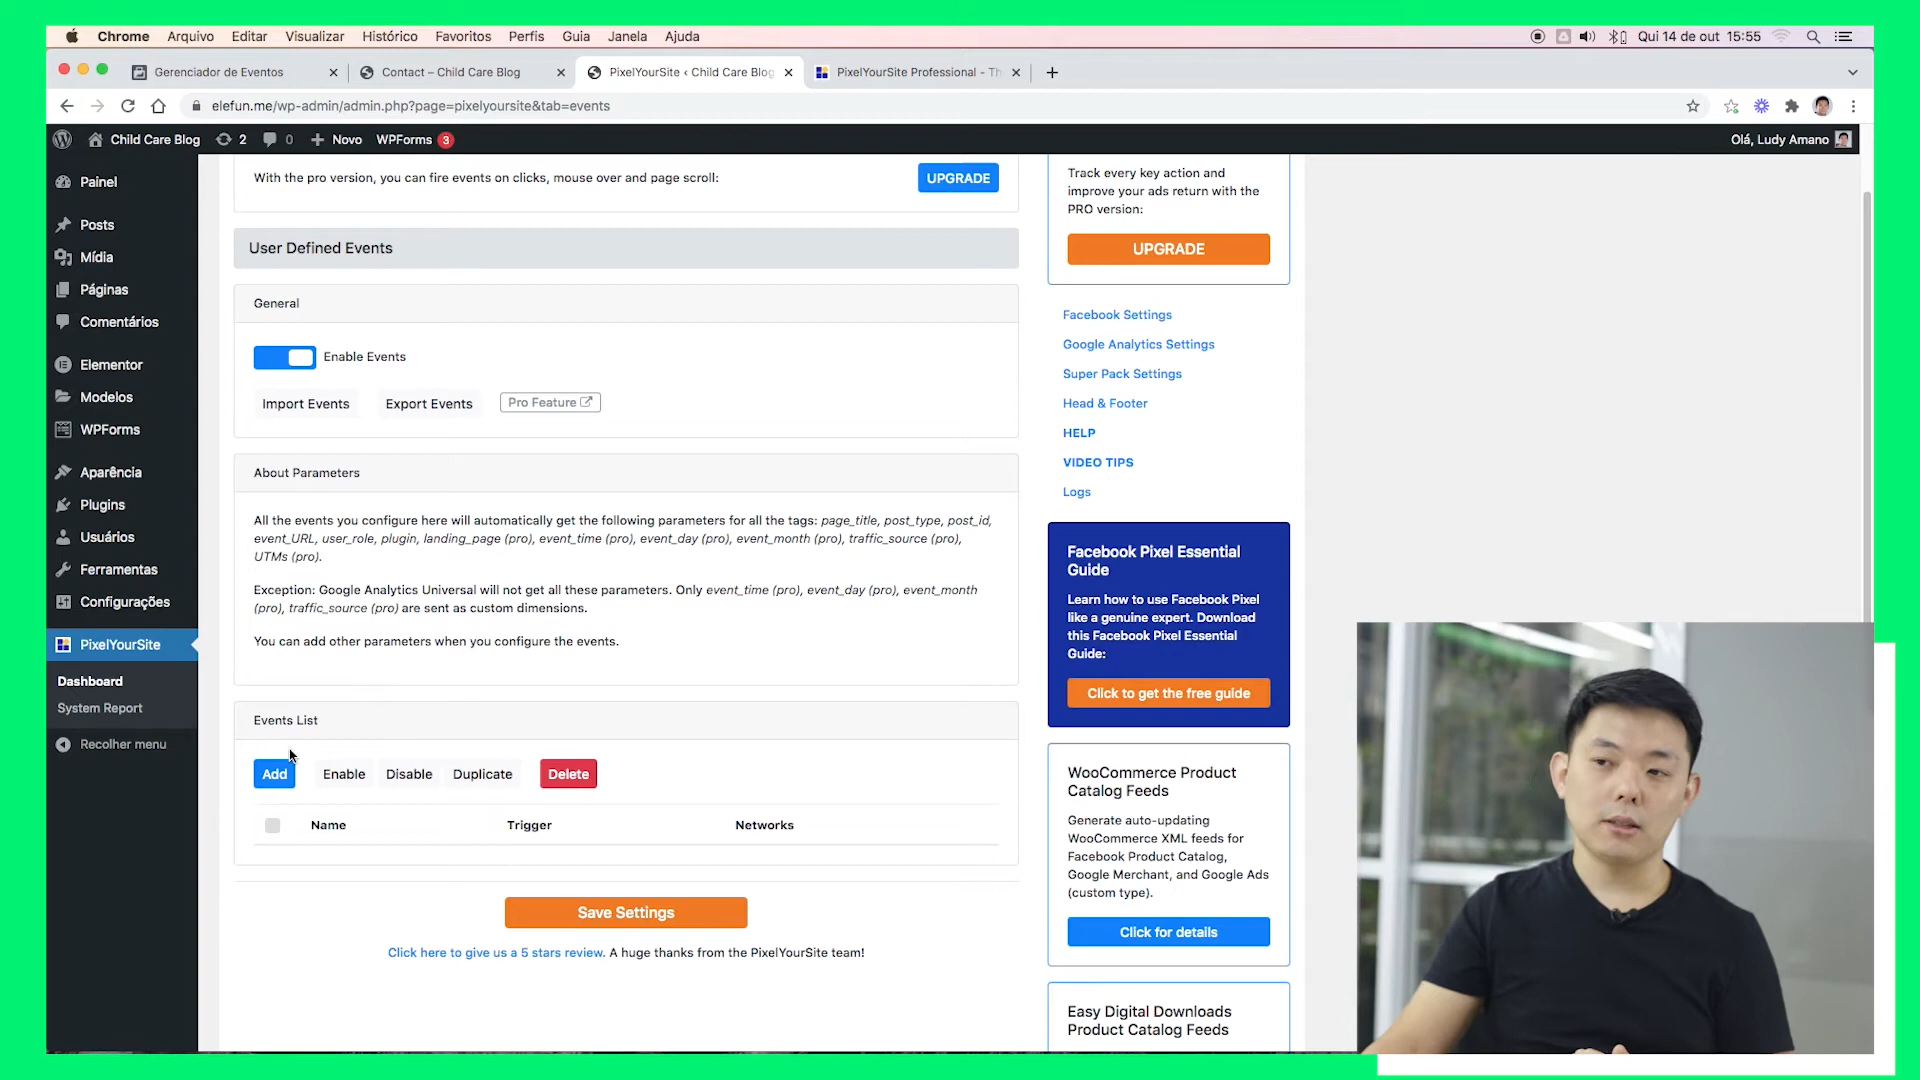 Chrome Arquivo Editar Visualizar Histórico Favoritos Perfis Guia Janela Ajuda Qui 14 de out 15:55
Gerenciador de Eventos Contact – Child Care Blog PixelYourSite ‹ Child Care Blog PixelYourSite Professional - Th
elefun.me/wp-admin/admin.php?page=pixelyoursite&tab=events
Child Care Blog 2 0 Novo WPForms 3 Olá, Ludy Amano
Painel
Posts
Mídia
Páginas
Comentários
Elementor
Modelos
WPForms
Aparência
Plugins
Usuários
Ferramentas
Configurações
PixelYourSite
Dashboard
System Report
Recolher menu
With the pro version, you can fire events on clicks, mouse over and page scroll: UPGRADE
User Defined Events
General
Enable Events
Import Events Export Events Pro Feature
About Parameters
All the events you configure here will automatically get the following parameters for all the tags: page_title, post_type, post_id,
event_URL, user_role, plugin, landing_page (pro), event_time (pro), event_day (pro), event_month (pro), traffic_source (pro),
UTMs (pro).
Exception: Google Analytics Universal will not get all these parameters. Only event_time (pro), event_day (pro), event_month
(pro), traffic_source (pro) are sent as custom dimensions.
You can add other parameters when you configure the events.
Events List
Add Enable Disable Duplicate Delete
Name Trigger Networks
Save Settings
Click here to give us a 5 stars review. A huge thanks from the PixelYourSite team!
Track every key action and
improve your ads return with the
PRO version:
UPGRADE
Facebook Settings
Google Analytics Settings
Super Pack Settings
Head & Footer
HELP
VIDEO TIPS
Logs
Facebook Pixel Essential
Guide
Learn how to use Facebook Pixel
like a genuine expert. Download
this Facebook Pixel Essential
Guide:
Click to get the free guide
WooCommerce Product
Catalog Feeds
Generate auto-updating
WooCommerce XML feeds for
Facebook Product Catalog,
Google Merchant, and Google Ads
(custom type).
Click for details
Easy Digital Downloads
Product Catalog Feeds